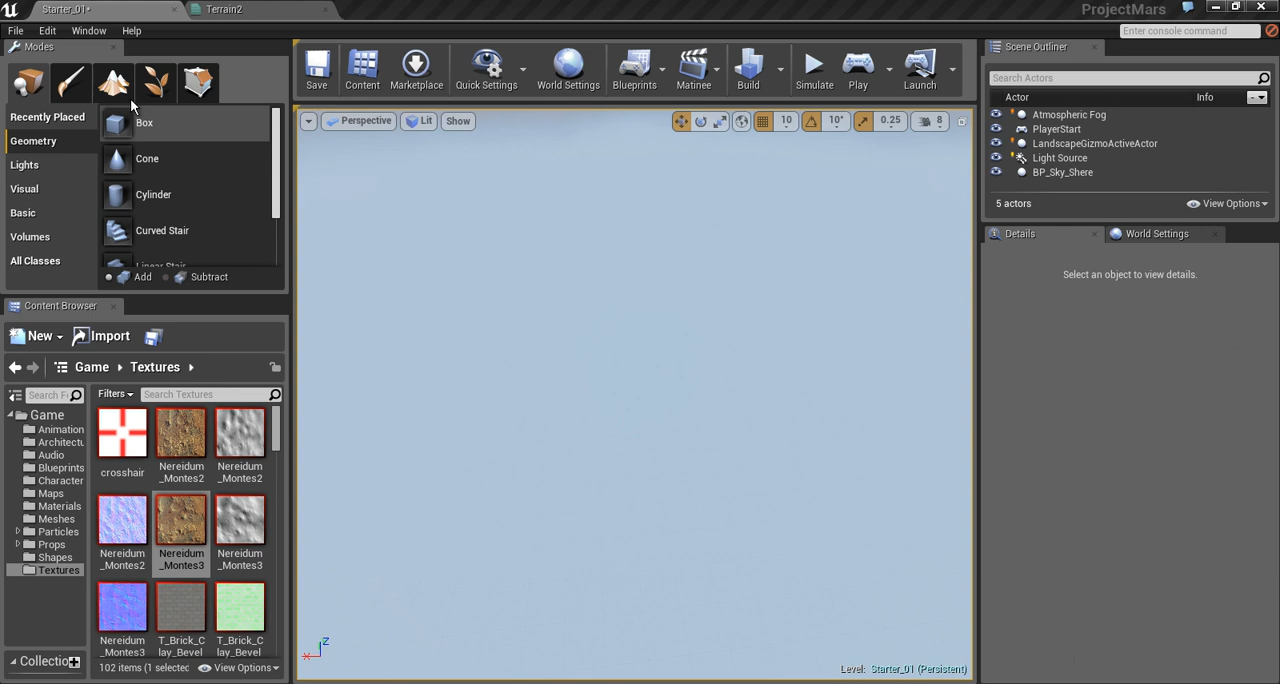 Starter_01*
Terrain2
ProjectMars
File Edit Window Help
Enter console command
Modes
Recently Placed
Geometry
Lights
Visual
Basic
Volumes
All Classes
Box
Cone
Cylinder
Curved Stair
Linear Stair
Add Subtract
Content Browser
New Import
Game Textures
Search F
Filters
Search Textures
Game
Animation
Architectu
Audio
Blueprints
Character
Maps
Materials
Meshes
Particles
Props
Shapes
Textures
Collectio
crosshair
Nereidum
_Montes2
Nereidum
_Montes2
Nereidum
_Montes2
Nereidum
_Montes3
Nereidum
_Montes3
Nereidum
_Montes3
T_Brick_C
lay_Bevel
T_Brick_C
lay_Bevel
102 items (1 selected
View Options
Save Content Marketplace Quick Settings World Settings Blueprints Matinee Build Simulate Play Launch
Perspective Lit Show
10 10° 0.25 8
X Z
Level: Starter_01 (Persistent)
Scene Outliner
Search Actors
Actor Info
Atmospheric Fog
PlayerStart
LandscapeGizmoActiveActor
Light Source
BP_Sky_Shere
5 actors
View Options
Details
World Settings
Select an object to view details.